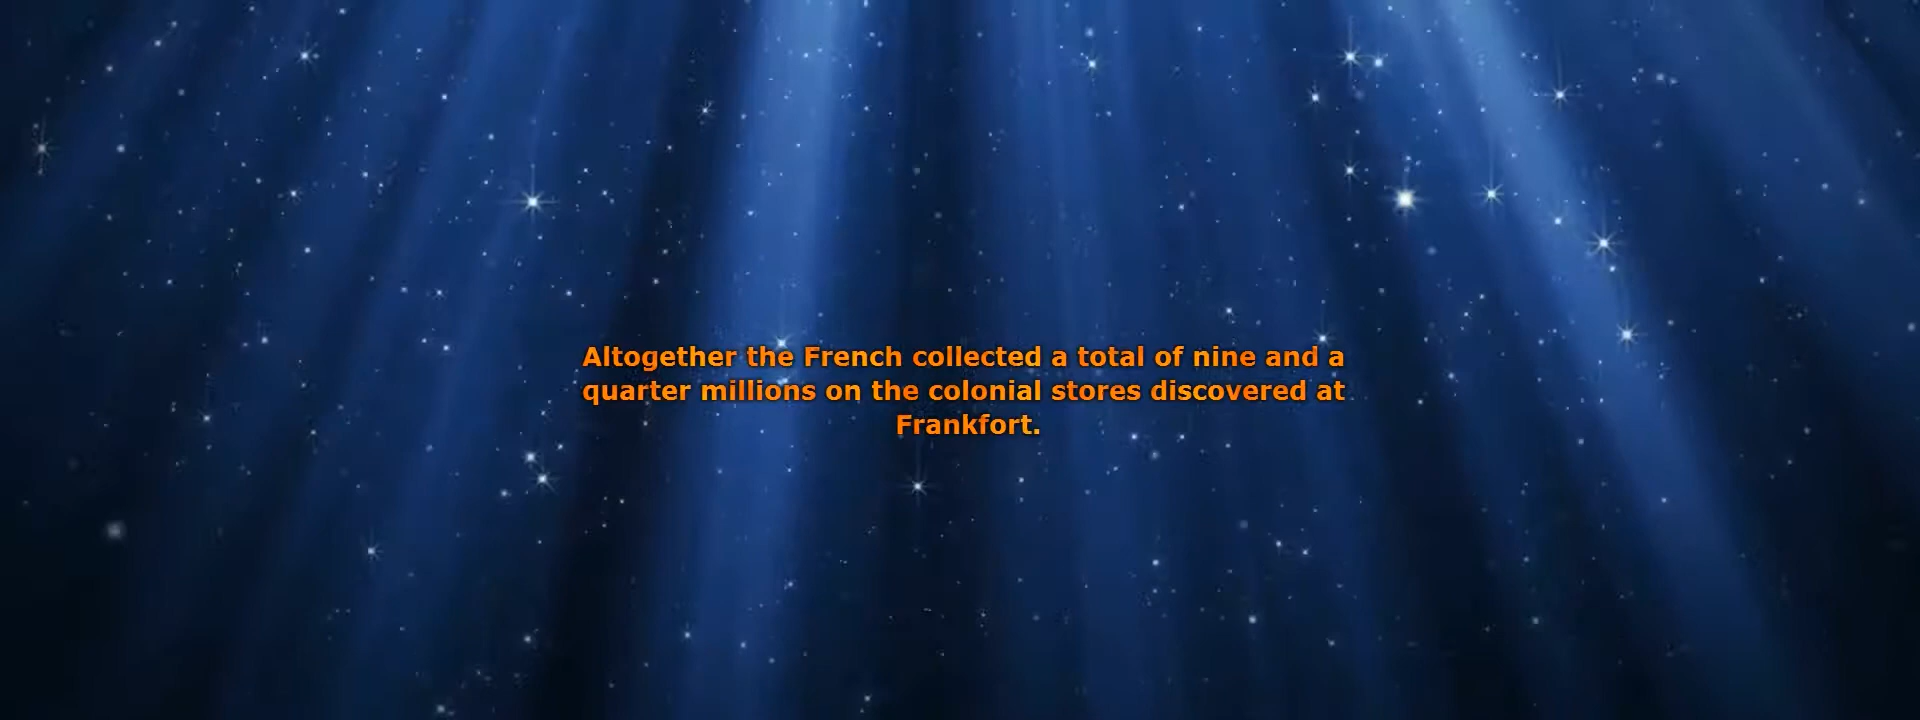 Altogether the French collected a total of nine and a
quarter millions on the colonial stores discovered at
Frankfort.